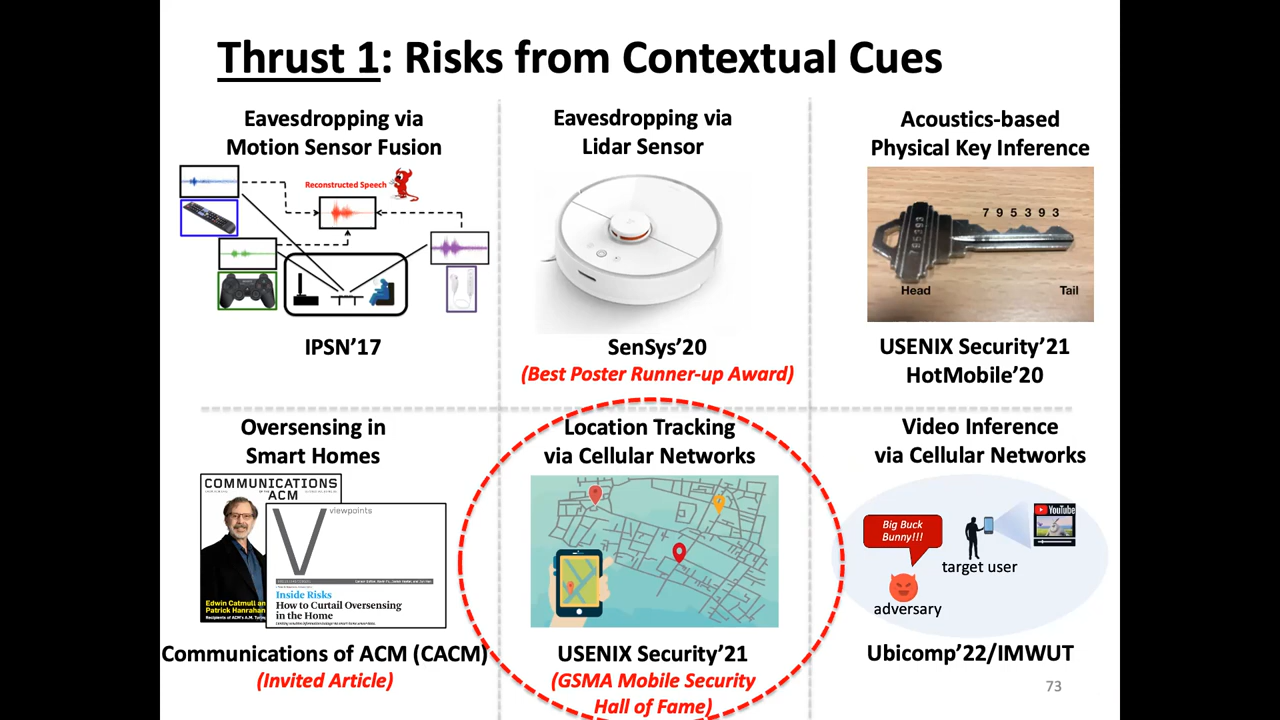 Thrust 1: Risks from Contextual Cues
Eavesdropping via
Motion Sensor Fusion
Reconstructed Speech
IPSN’17
Eavesdropping via
Lidar Sensor
SenSys’20
(Best Poster Runner-up Award)
Acoustics-based
Physical Key Inference
7 9 5 3 9 3
Head
Tail
USENIX Security’21
HotMobile’20
Oversensing in
Smart Homes
COMMUNICATIONS
ACM
Edwin Catmull an
Patrick Hanrahan
V
viewpoints
Inside Risks
How to Curtail Oversensing
in the Home
Communications of ACM (CACM)
(Invited Article)
Location Tracking
via Cellular Networks
USENIX Security’21
(GSMA Mobile Security
Hall of Fame)
Video Inference
via Cellular Networks
Big Buck
Bunny!!!
YouTube
target user
adversary
Ubicomp’22/IMWUT
73